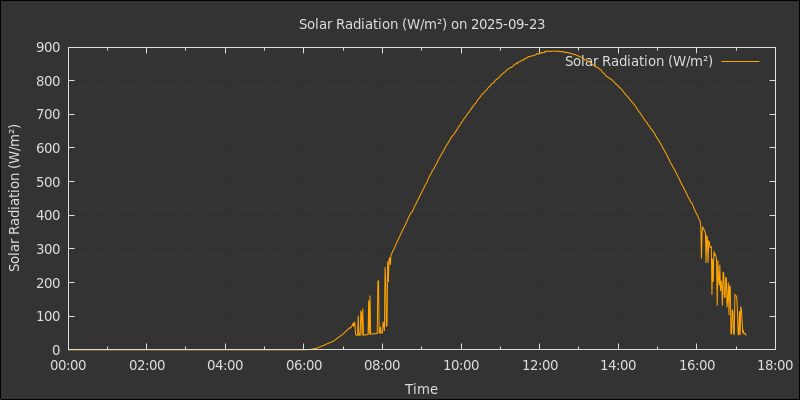 Solar Radiation (W/m²) on 2025-09-23
Solar Radiation (W/m²)
Solar Radiation (W/m²)
900
800
700
600
500
400
300
200
100
0
00:00 02:00 04:00 06:00 08:00 10:00 12:00 14:00 16:00 18:00
Time